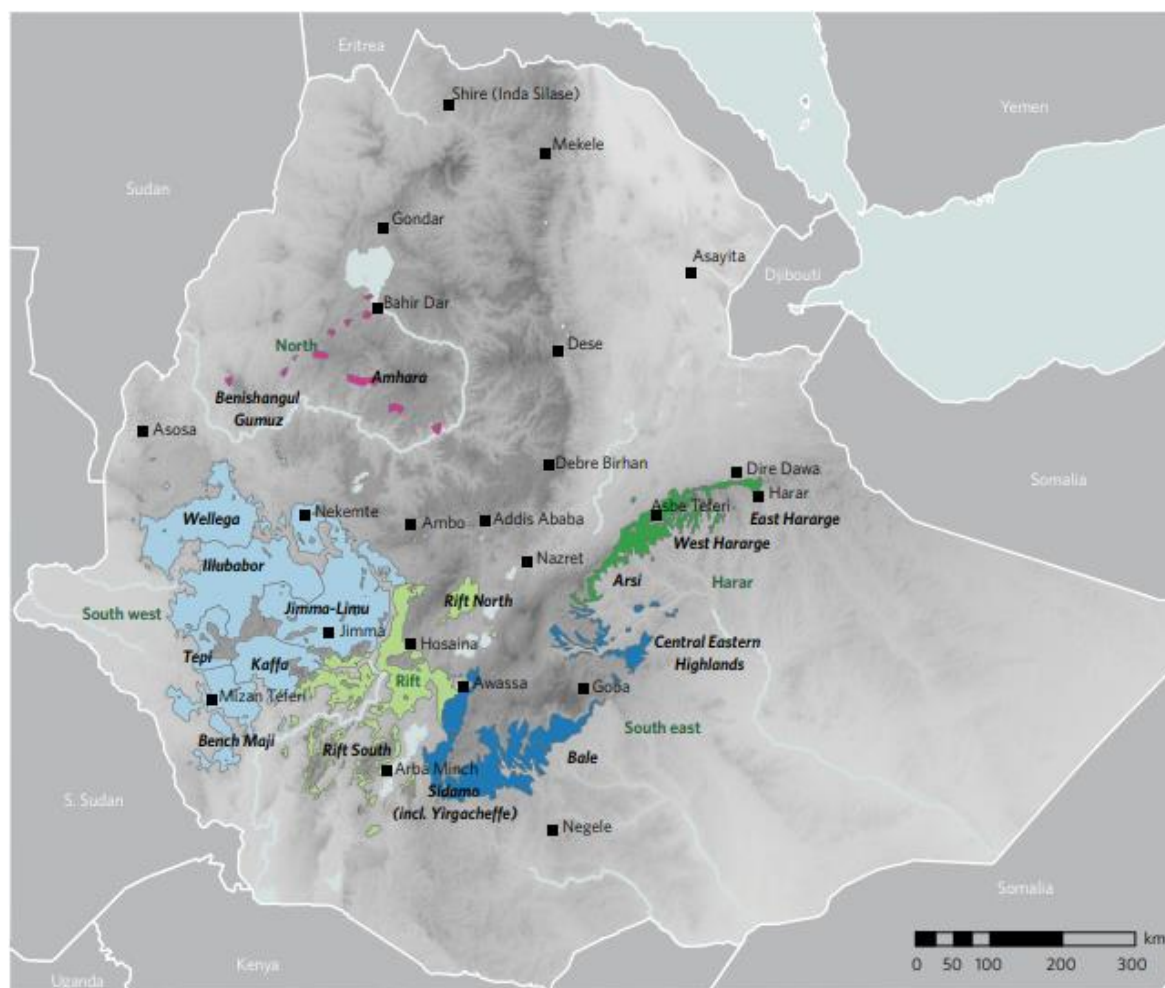 Eritrea
Shire (Inda Silase)
Yemen
Mekele
Sudan
Gondar
Asayita
Djibouti
Bahir Dar
North
Dese
Amhara
Benishangul
Gumuz
Asosa
Debre Birhan
Dire Dawa
Somalia
Harar
Asbe Teferi
East Hararge
Wellega
Nekemte
Ambo
Addis Ababa
West Hararge
Nazret
Illubabor
Arsi
Harar
Rift North
South west
Jimma-Limu
Jimma
Hosaina
Central Eastern
Highlands
Tepi
Kaffa
Rift
Awassa
Goba
Mizan Teferi
South east
Bench Maji
Rift South
Bale
Arba Minch
Sidamo
(incl. Yirgacheffe)
S. Sudan
Negele
Somalia
km
0 50 100 200 300
Kenya
Uganda